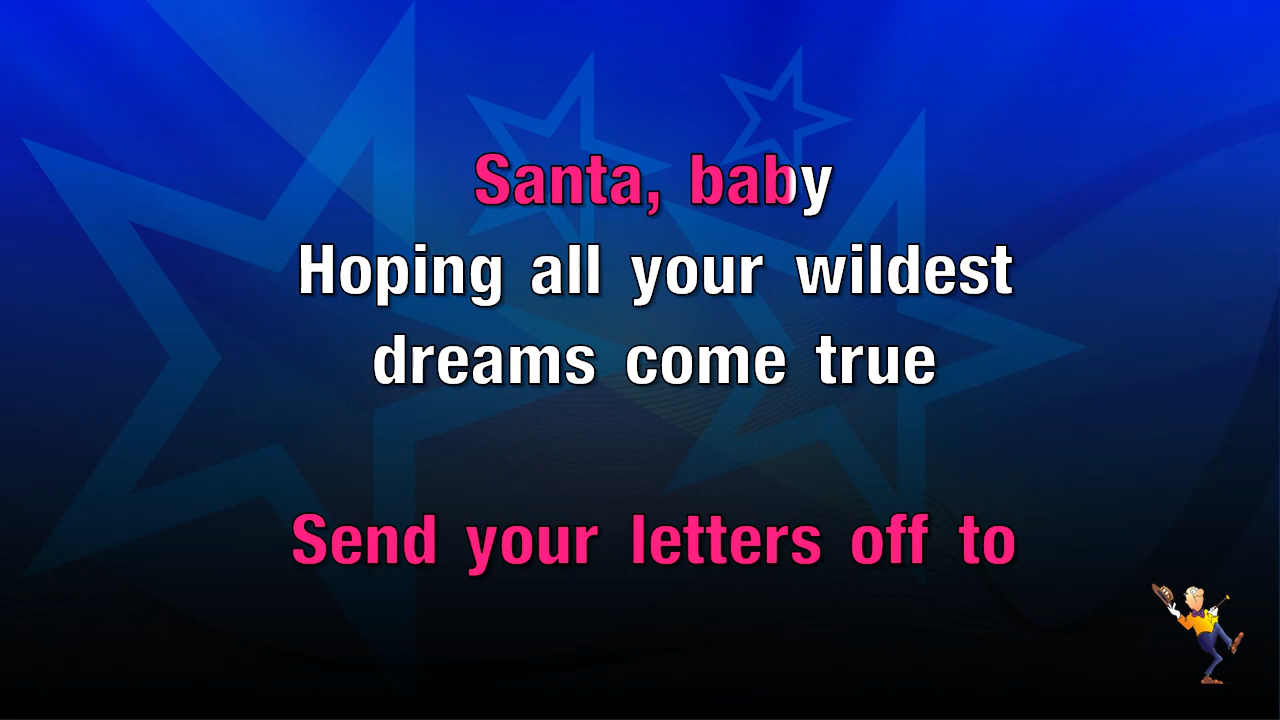 Santa, baby
Hoping all your wildest
dreams come true
Send your letters off to